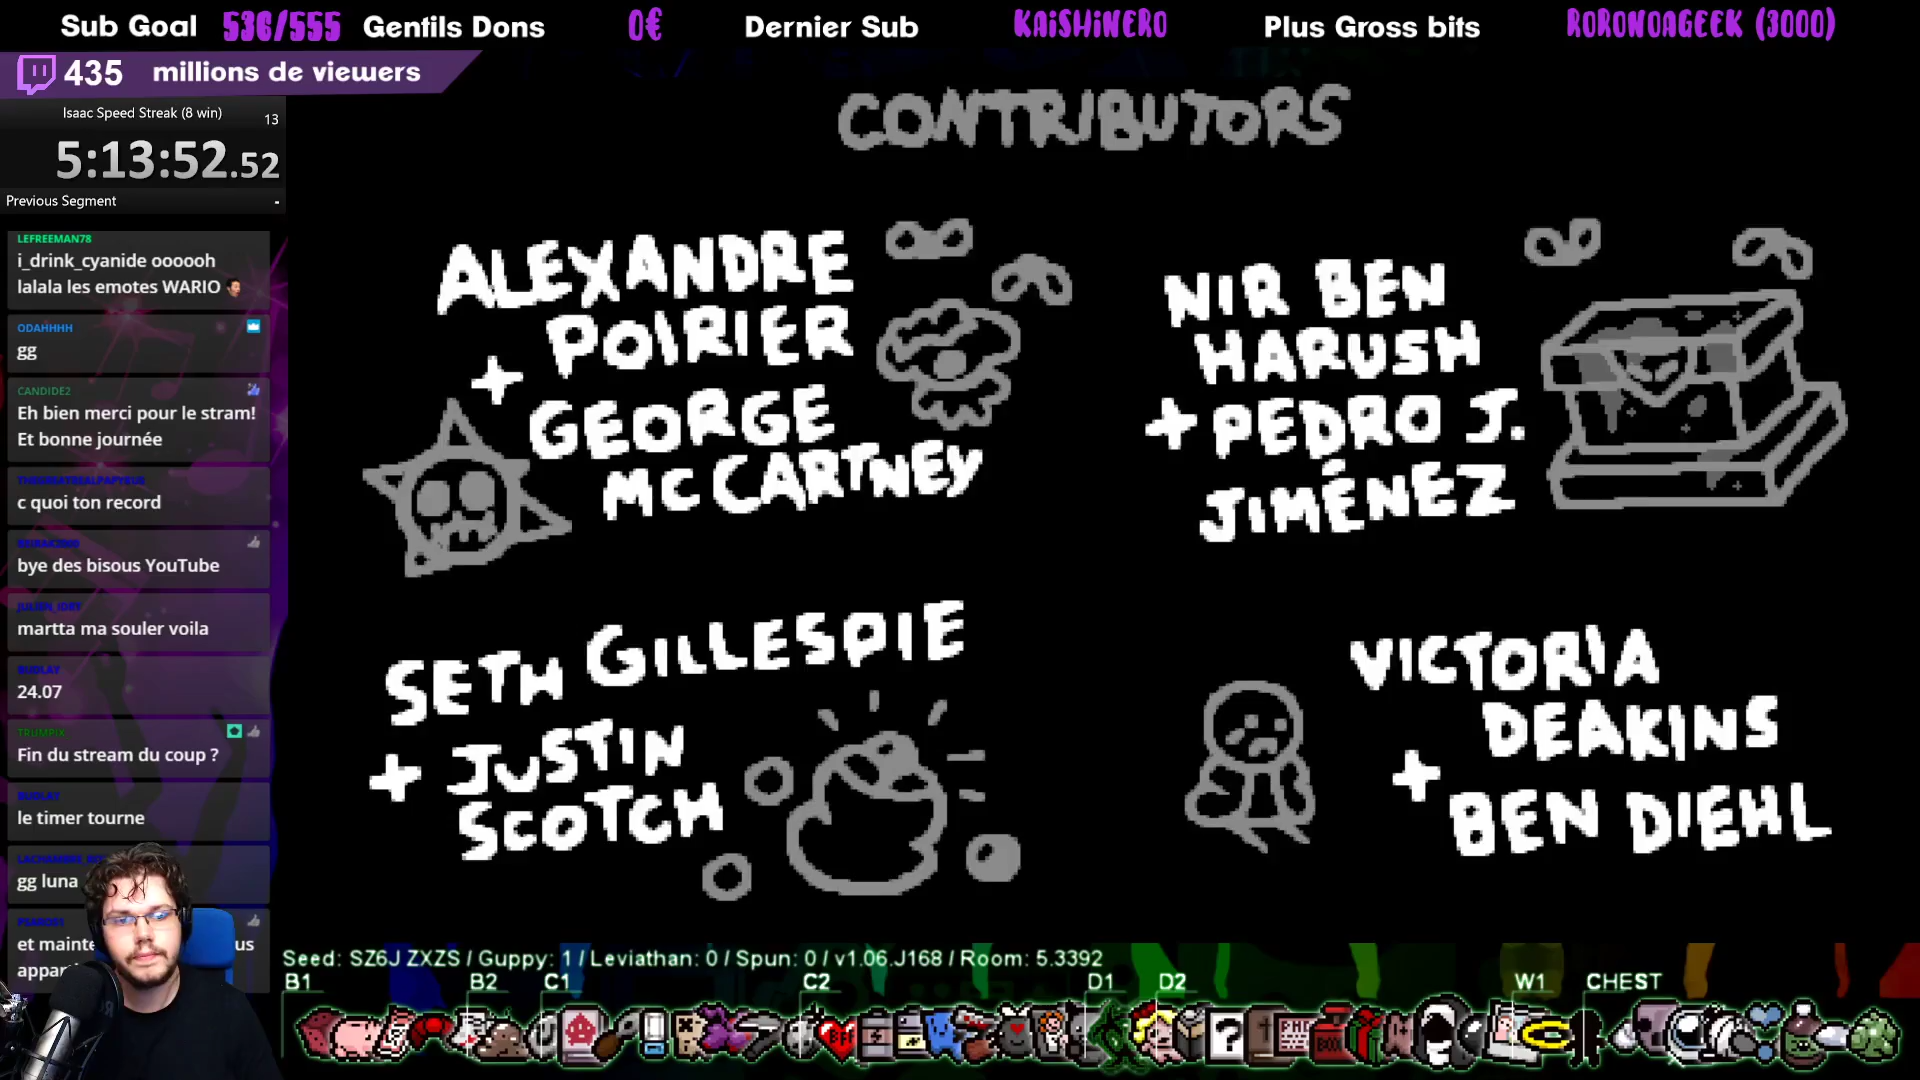 Sub Goal 536/555 Gentils Dons 0€ Dernier Sub KAiSHiNERO Plus Gross bits RORONOAGEEK (3000)
435 millions de viewers
Isaac Speed Streak (8 win) 13
5:13:52.52
Previous Segment -
LEFREEMAN78
i_drink_cyanide oooooh
lalala les emotes WARIO
ODAHHHH
gg
CANDIDE2
Eh bien merci pour le stram!
Et bonne journée
c quoi ton record
bye des bisous YouTube
martta ma souler voila
BUDLAY
24.07
TRUMPIX
Fin du stream du coup ?
BUDLAY
le timer tourne
gg luna
et mainte
us
CONTRIBUTORS
ALEXANDRE
POIRIER
+ GEORGE
MCCARTNEY
NIR BEN
HARUSH
+ PEDRO J.
JIMÉNEZ
SETH GILLESPIE
+ JUSTIN
SCOTCH
VICTORIA
DEAKINS
+ BEN DIEHL
Seed: SZ6J ZXZS / Guppy: 1 / Leviathan: 0 / Spun: 0 / v1.06.J168 / Room: 5.3392
B1 B2 C1 C2 D1 D2 W1 CHEST